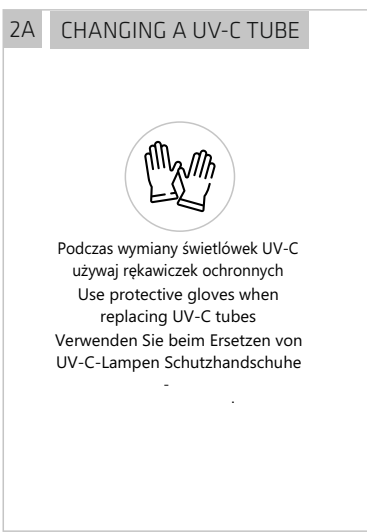 2A CHANGING A UV-C TUBE
Podczas wymiany świetlówek UV-C
używaj rękawiczek ochronnych
Use protective gloves when
replacing UV-C tubes
Verwenden Sie beim Ersetzen von
UV-C-Lampen Schutzhandschuhe
-
.